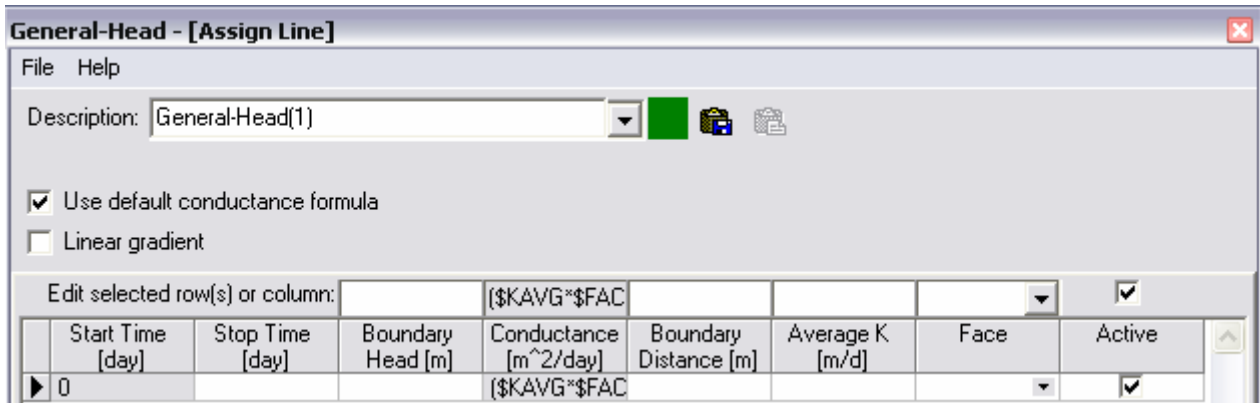 General-Head - [Assign Line]
File Help
Description: General-Head(1)
Use default conductance formula
Linear gradient
Edit selected row(s) or column: ($KAVG*$FAC
Start Time [day] Stop Time [day] Boundary Head [m] Conductance [m^2/day] Boundary Distance [m] Average K [m/d] Face Active
0 ($KAVG*$FAC